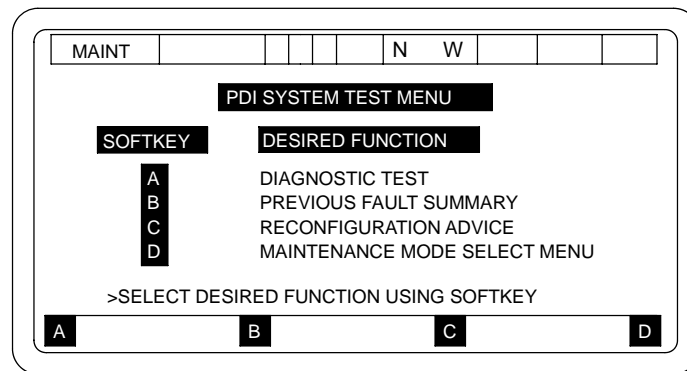 MAINT N W
PDI SYSTEM TEST MENU
SOFTKEY DESIRED FUNCTION
A DIAGNOSTIC TEST
B PREVIOUS FAULT SUMMARY
C RECONFIGURATION ADVICE
D MAINTENANCE MODE SELECT MENU
>SELECT DESIRED FUNCTION USING SOFTKEY
A B C D